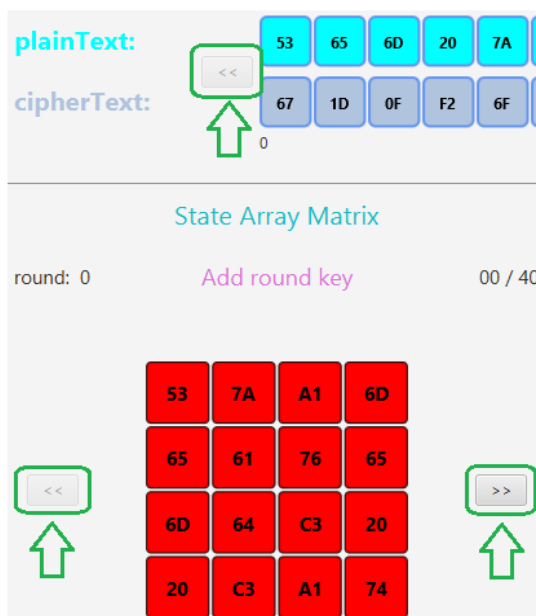 plainText: << 53 65 6D 20 7A
cipherText: 67 1D 0F F2 6F
0
State Array Matrix
round: 0 Add round key 00 / 40
53 7A A1 6D
65 61 76 65
<< >>
6D 64 C3 20
20 C3 A1 74